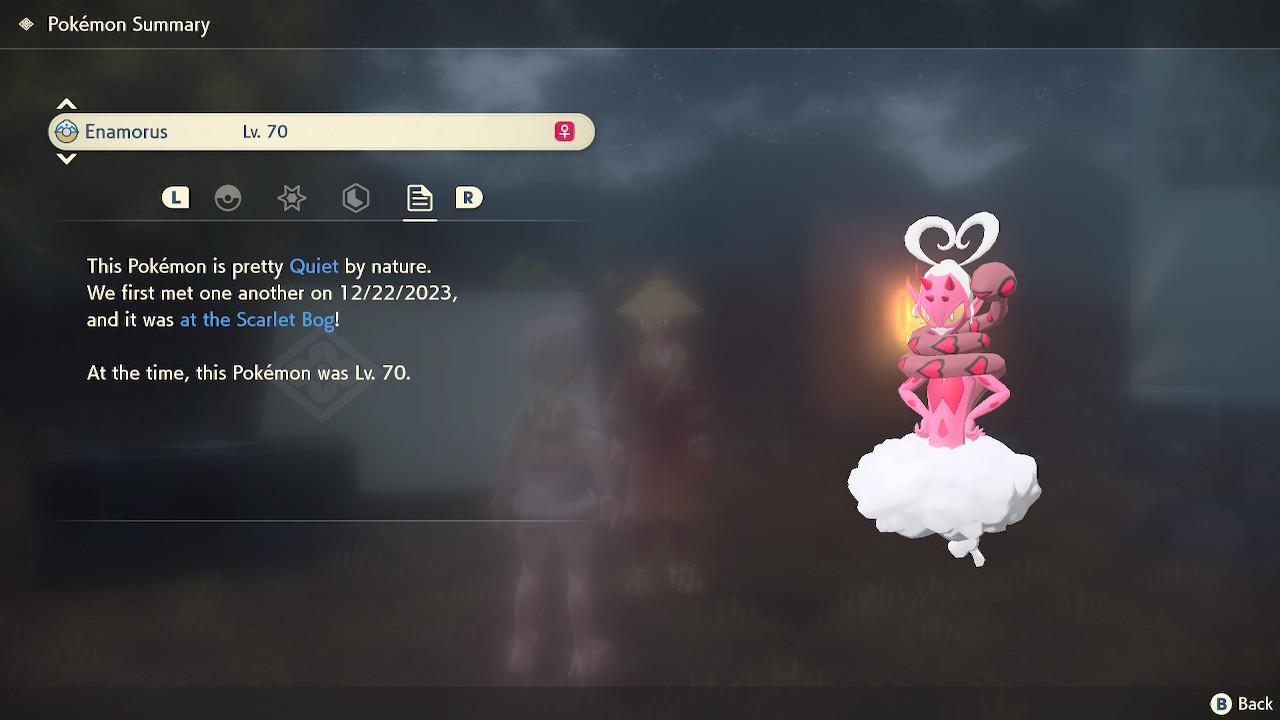 Pokémon Summary
Enamorus Lv. 70 ♀
L R
This Pokémon is pretty Quiet by nature.
We first met one another on 12/22/2023,
and it was at the Scarlet Bog!
At the time, this Pokémon was Lv. 70.
B Back